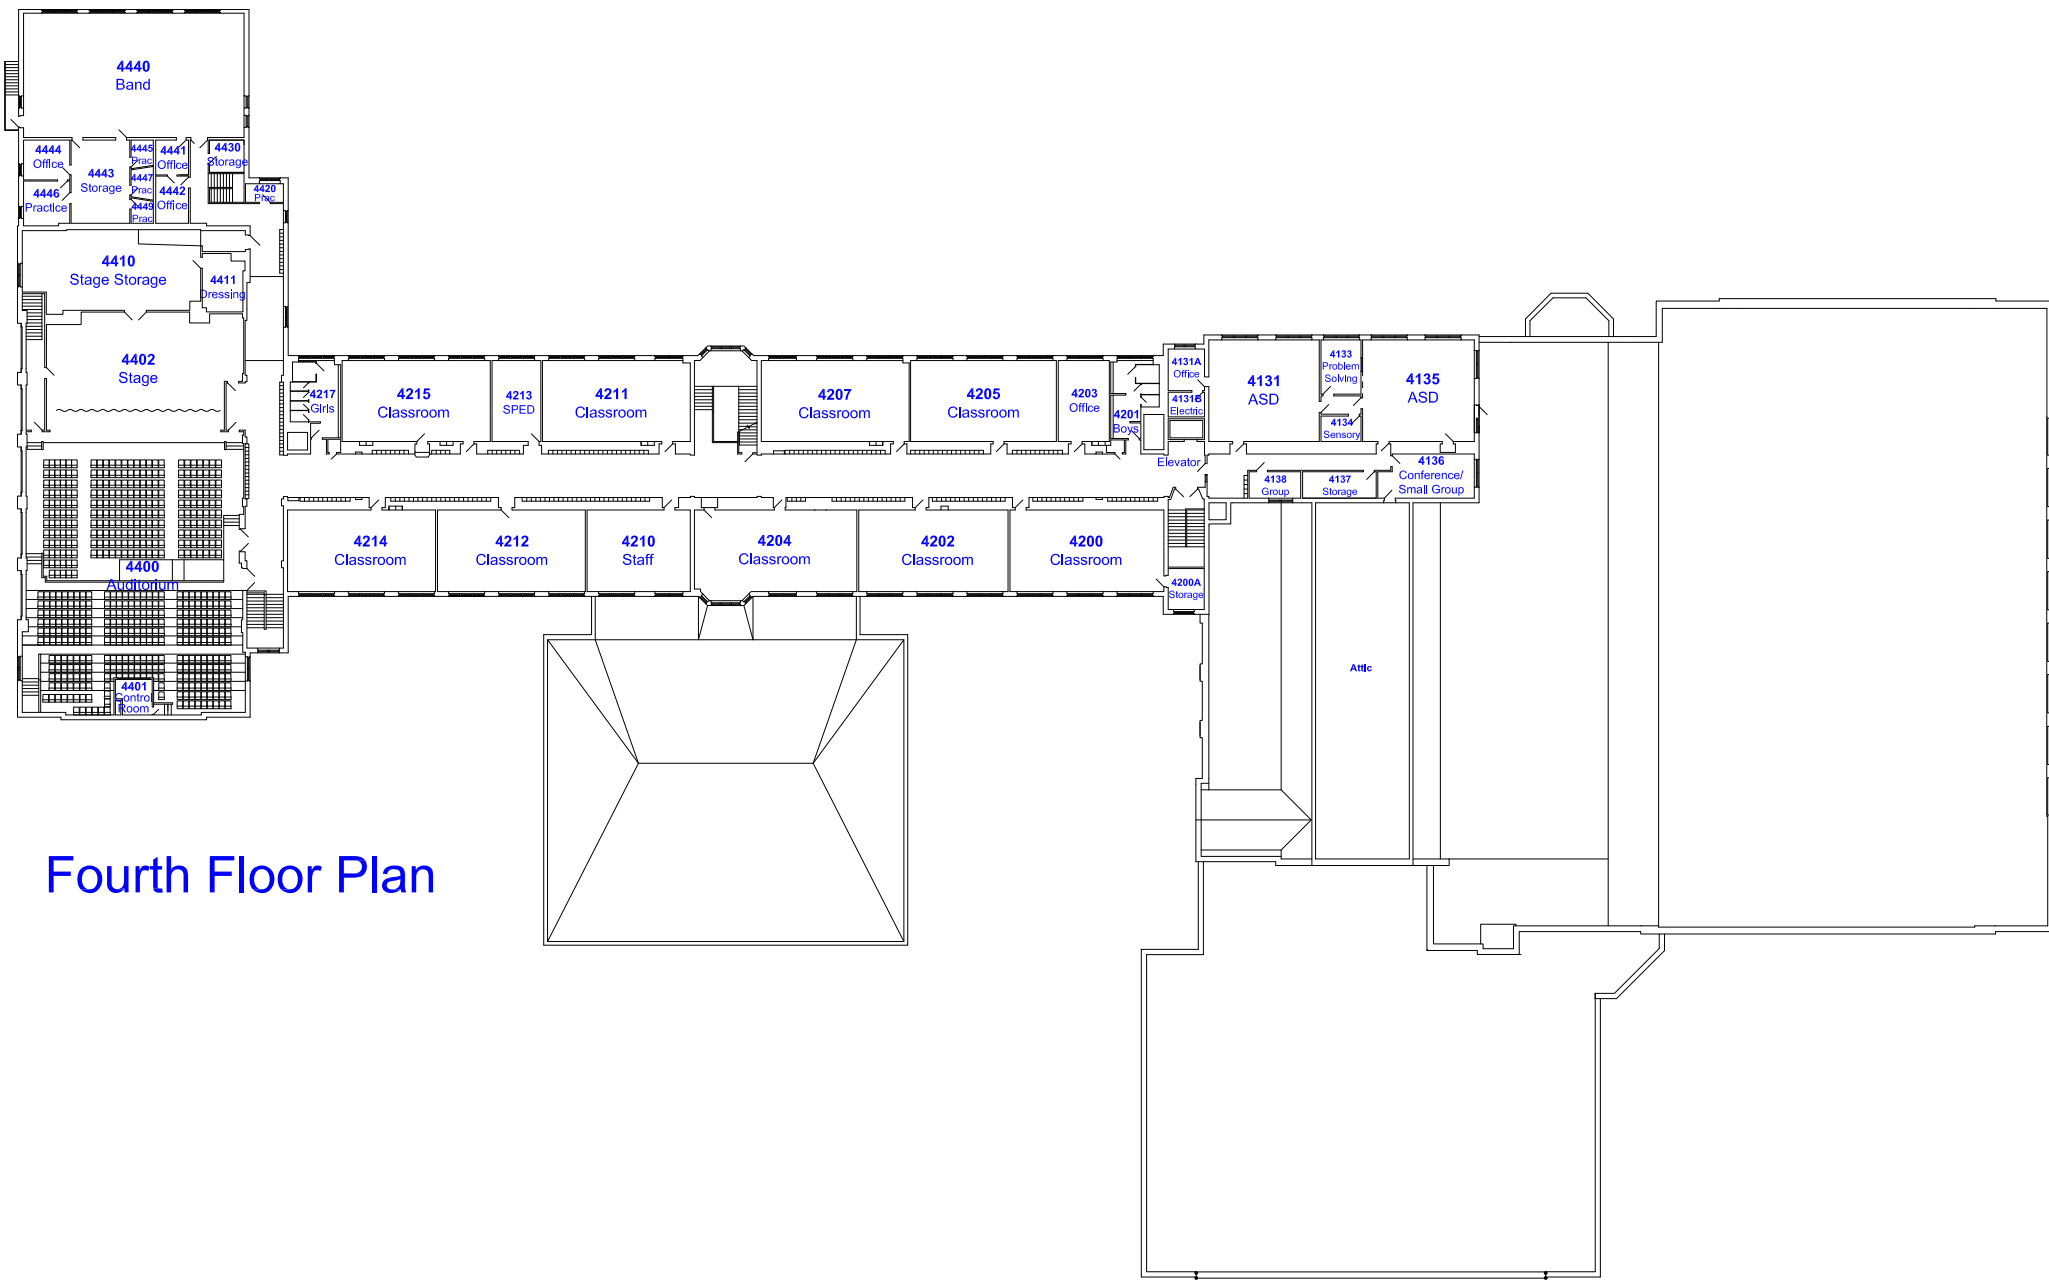 4440
Band
4444
Office
4446
Practice
4443
Storage
4445
Prac
4447
Prac
4449
Prac
4441
Office
4442
Office
4430
Storage
4420
Prac
4410
Stage Storage
4411
Dressing
4402
Stage
4400
Auditorium
4401
Control
Room
4217
Girls
4215
Classroom
4213
SPED
4211
Classroom
4207
Classroom
4205
Classroom
4203
Office
4201
Boys
4131A
Office
4131B
Electric
Elevator
4131
ASD
4133
Problem
Solving
4134
Sensory
4135
ASD
4136
Conference/
Small Group
4138
Group
4137
Storage
4214
Classroom
4212
Classroom
4210
Staff
4204
Classroom
4202
Classroom
4200
Classroom
4200A
Storage
Attic
Fourth Floor Plan